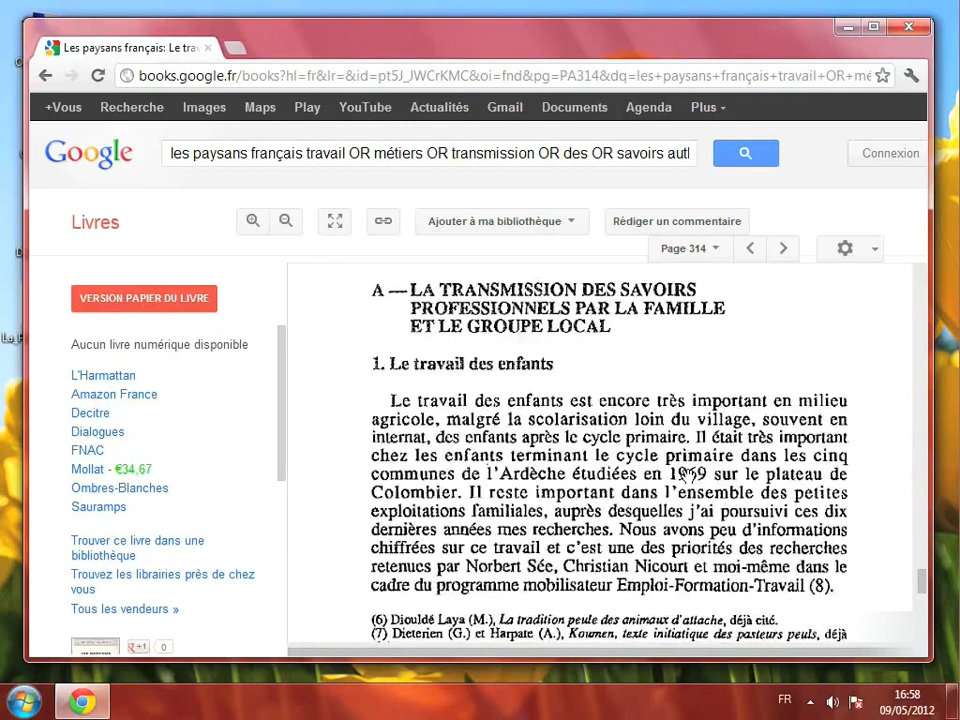 Les paysans français: Le tra
books.google.fr/books?hl=fr&lr=&id=pt5J_JWCrKMC&oi=fnd&pg=PA314&dq=les+paysans+français+travail+OR+mé
+Vous Recherche Images Maps Play YouTube Actualités Gmail Documents Agenda Plus
Google
les paysans français travail OR métiers OR transmission OR des OR savoirs auth
Connexion
Livres
Ajouter à ma bibliothèque
Rédiger un commentaire
Page 314
VERSION PAPIER DU LIVRE
Aucun livre numérique disponible
L'Harmattan
Amazon France
Decitre
Dialogues
FNAC
Mollat - €34,67
Ombres-Blanches
Sauramps
Trouver ce livre dans une
bibliothèque
Trouvez les librairies près de chez
vous
Tous les vendeurs »
+1 0
A — LA TRANSMISSION DES SAVOIRS
PROFESSIONNELS PAR LA FAMILLE
ET LE GROUPE LOCAL
1. Le travail des enfants
Le travail des enfants est encore très important en milieu
agricole, malgré la scolarisation loin du village, souvent en
internat, des enfants après le cycle primaire. Il était très important
chez les enfants terminant le cycle primaire dans les cinq
communes de l'Ardèche étudiées en sur le plateau de
Colombier. Il reste important dans l'ensemble des petites
exploitations familiales, auprès desquelles j'ai poursuivi ces dix
dernières années mes recherches. Nous avons peu d'informations
chiffrées sur ce travail et c'est une des priorités des recherches
retenues par Norbert Sée, Christian Nicourt et moi-même dans le
cadre du programme mobilisateur Emploi-Formation-Travail (8).
(6) Diouldé Laya (M.), La tradition peule des animaux d'attache, déjà cité.
(7) Dieterien (G.) et Harpate (A.), Koumen, texte initiatique des pasteurs peuls, déjà
FR
16:58
09/05/2012